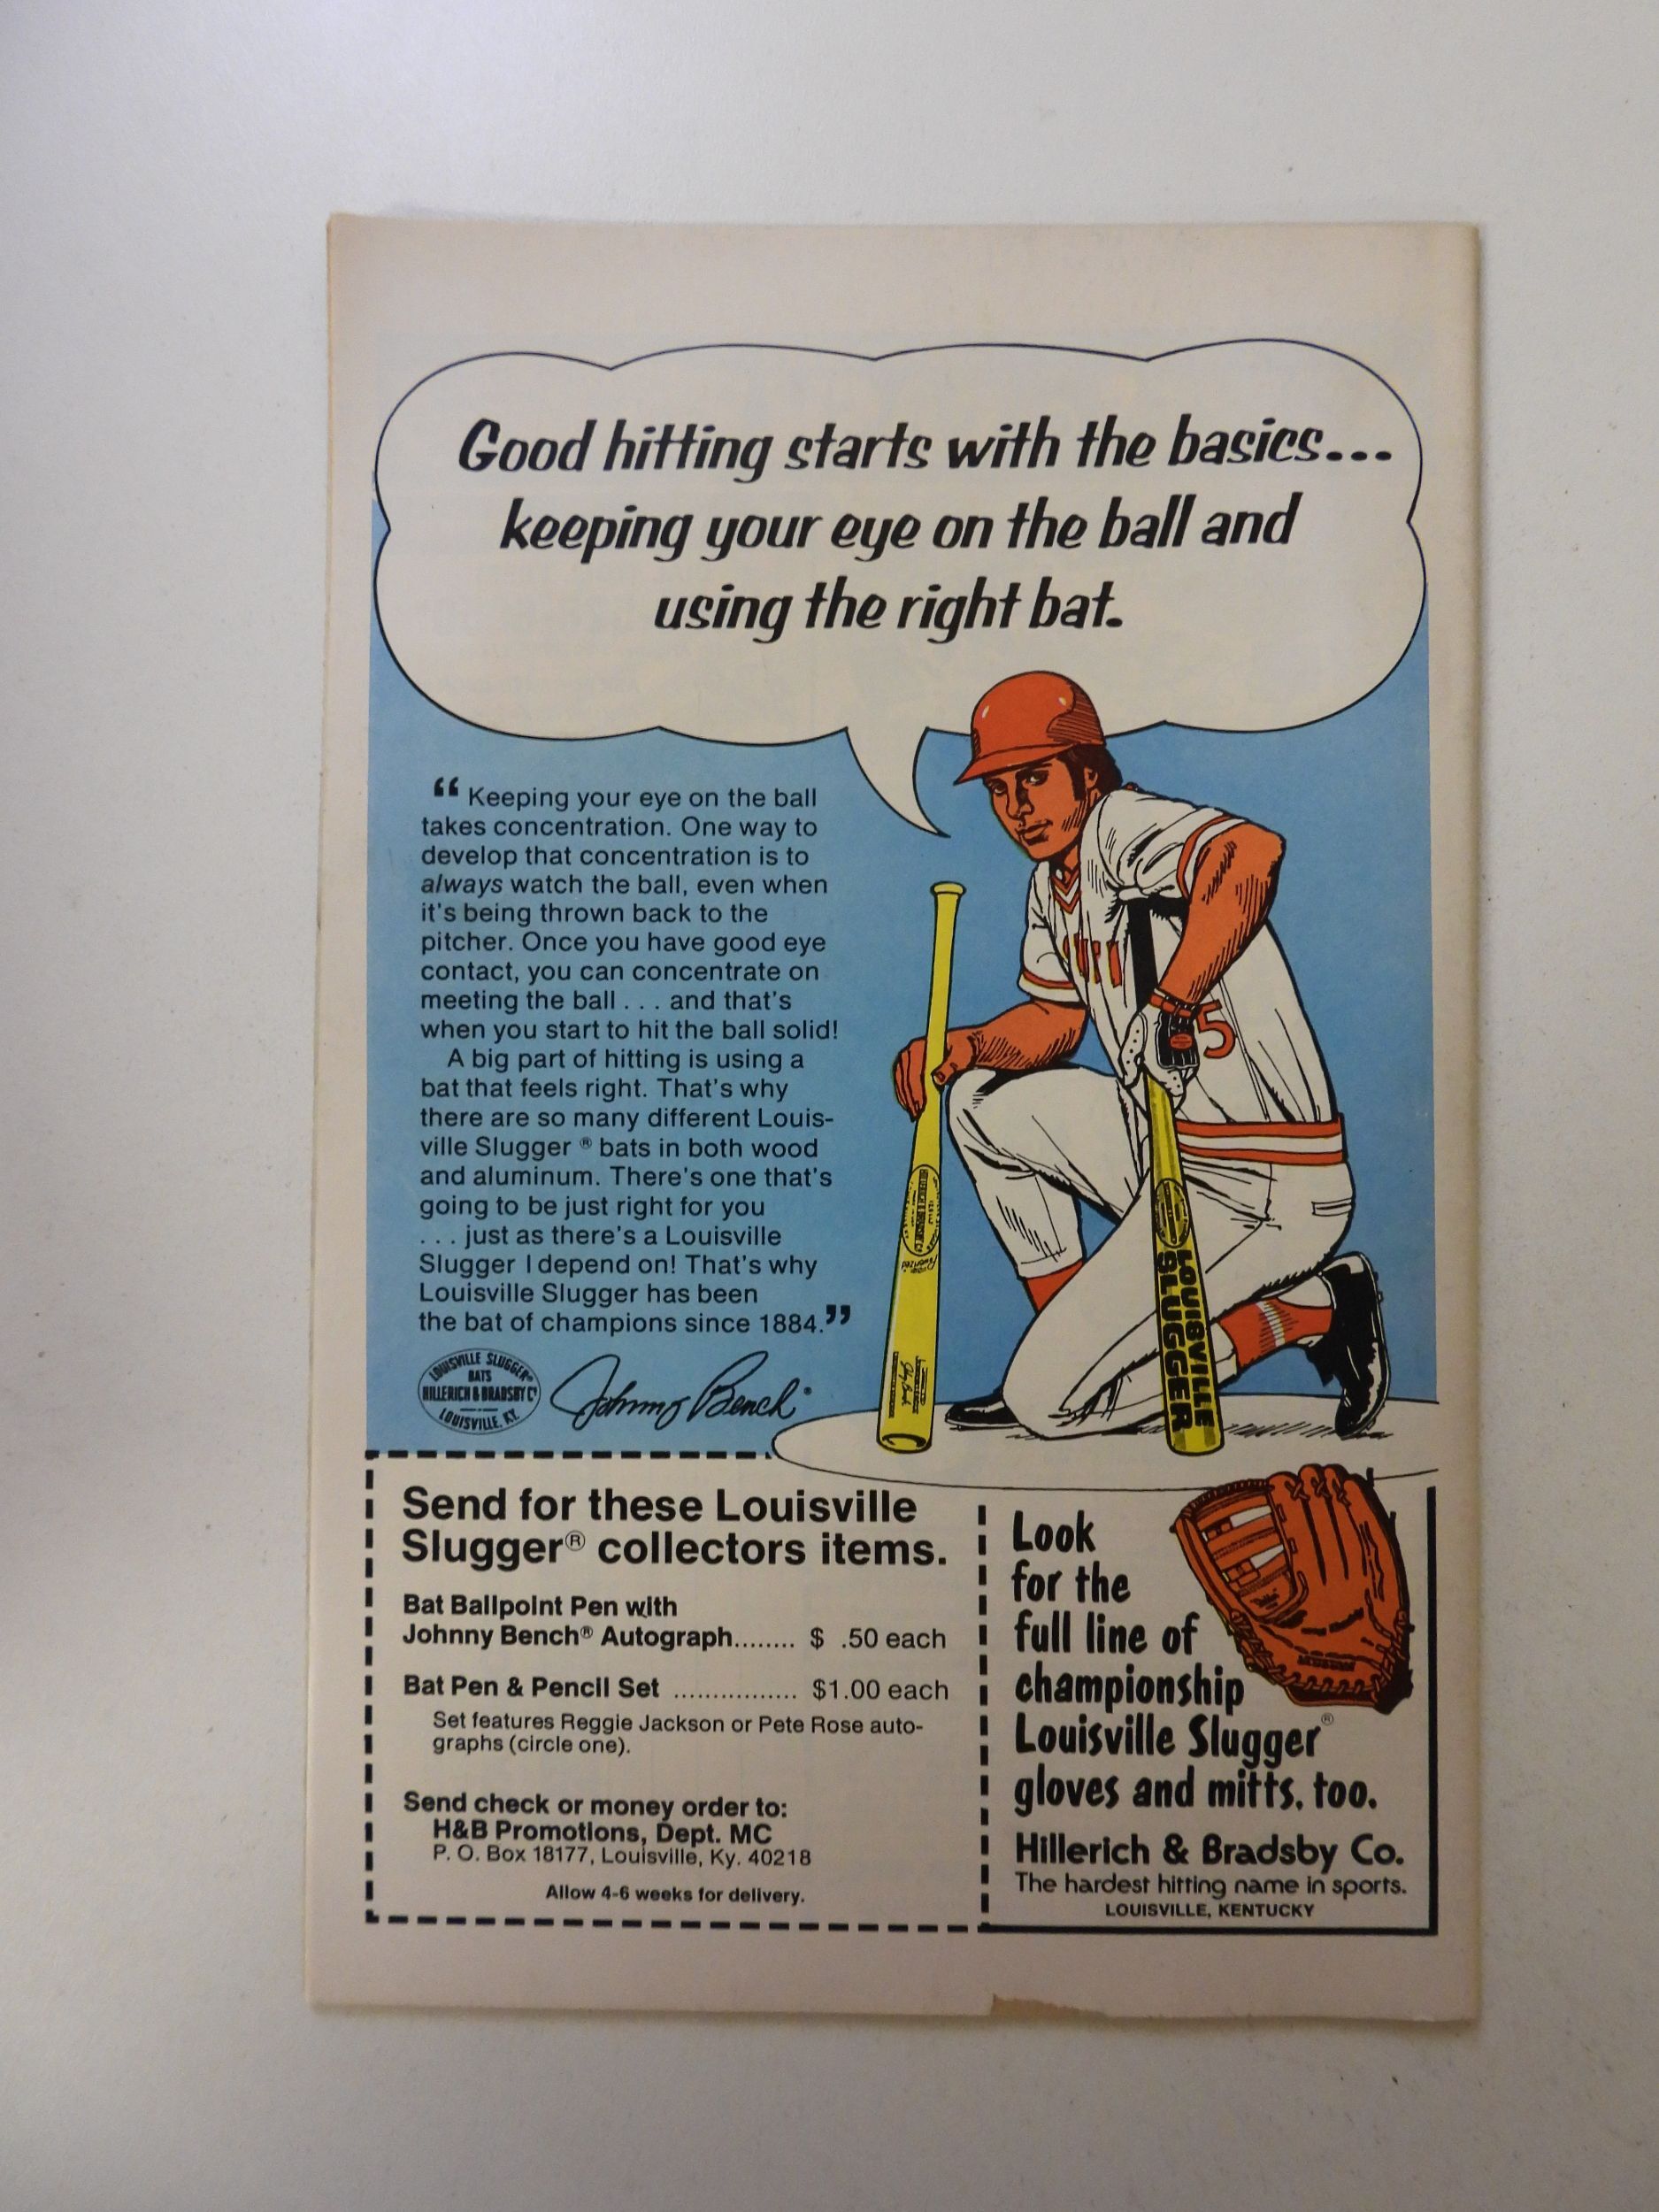 Good hitting starts with the basics...
keeping your eye on the ball and
using the right bat.
“ Keeping your eye on the ball
takes concentration. One way to
develop that concentration is to
always watch the ball, even when
it's being thrown back to the
pitcher. Once you have good eye
contact, you can concentrate on
meeting the ball . . . and that's
when you start to hit the ball solid!
A big part of hitting is using a
bat that feels right. That's why
there are so many different Louis-
ville Slugger ® bats in both wood
and aluminum. There's one that's
going to be just right for you
. . . just as there's a Louisville
Slugger I depend on! That's why
Louisville Slugger has been
the bat of champions since 1884.”
LOUISVILLE SLUGGER®
BATS
HILLERICH & BRADSBY Cº
LOUISVILLE, KY.
Johnny Bench
5
LOUISVILLE
SLUGGER
Send for these Louisville
Slugger® collectors items.
Bat Ballpoint Pen with
Johnny Bench® Autograph........ $ .50 each
Bat Pen & Pencil Set ................ $1.00 each
Set features Reggie Jackson or Pete Rose auto-
graphs (circle one).
Send check or money order to:
H&B Promotions, Dept. MC
P. O. Box 18177, Louisville, Ky. 40218
Allow 4-6 weeks for delivery.
Look
for the
full line of
championship
Louisville Slugger®
gloves and mitts, too.
Hillerich & Bradsby Co.
The hardest hitting name in sports.
LOUISVILLE, KENTUCKY